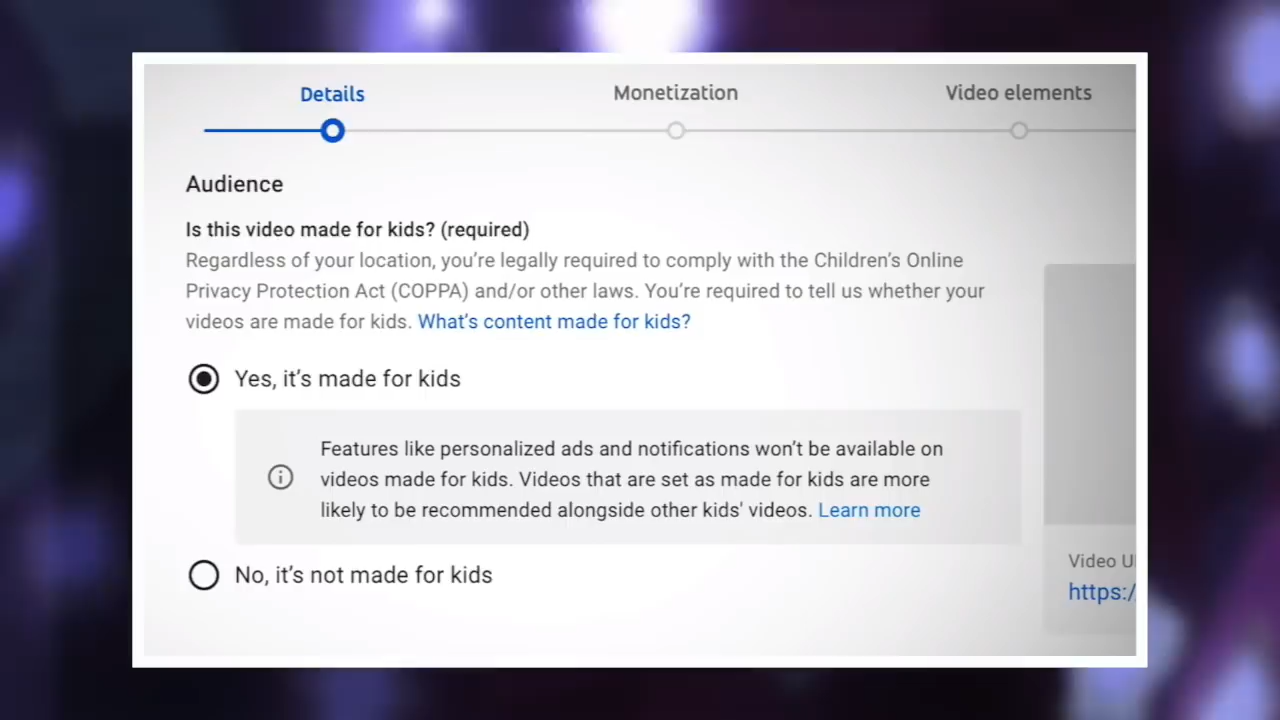 Details
Monetization
Video elements
Audience
Is this video made for kids? (required)
Regardless of your location, you’re legally required to comply with the Children’s Online
Privacy Protection Act (COPPA) and/or other laws. You’re required to tell us whether your
videos are made for kids. What’s content made for kids?
Yes, it’s made for kids
Features like personalized ads and notifications won’t be available on
videos made for kids. Videos that are set as made for kids are more
likely to be recommended alongside other kids' videos. Learn more
No, it’s not made for kids
Video
https:/